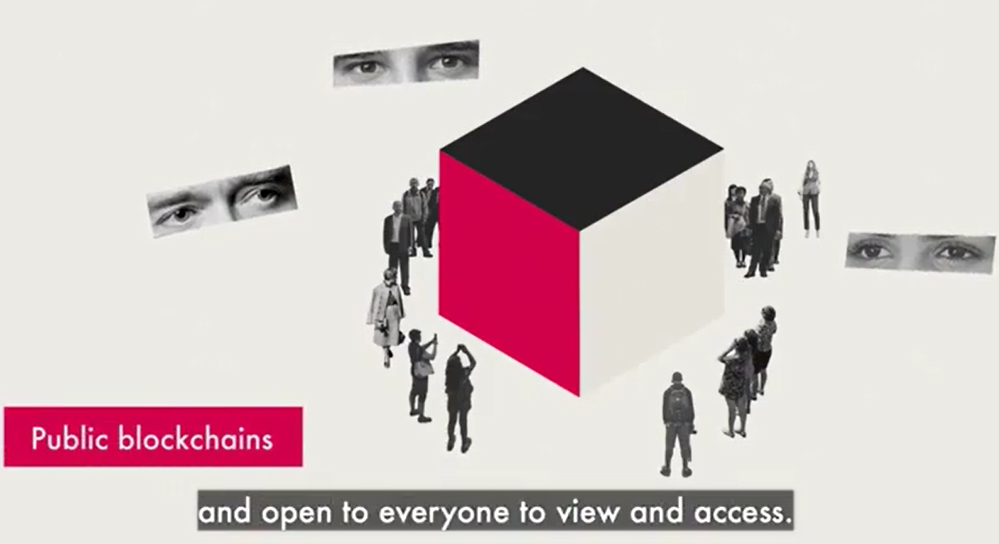 Public blockchains
and open to everyone to view and access.